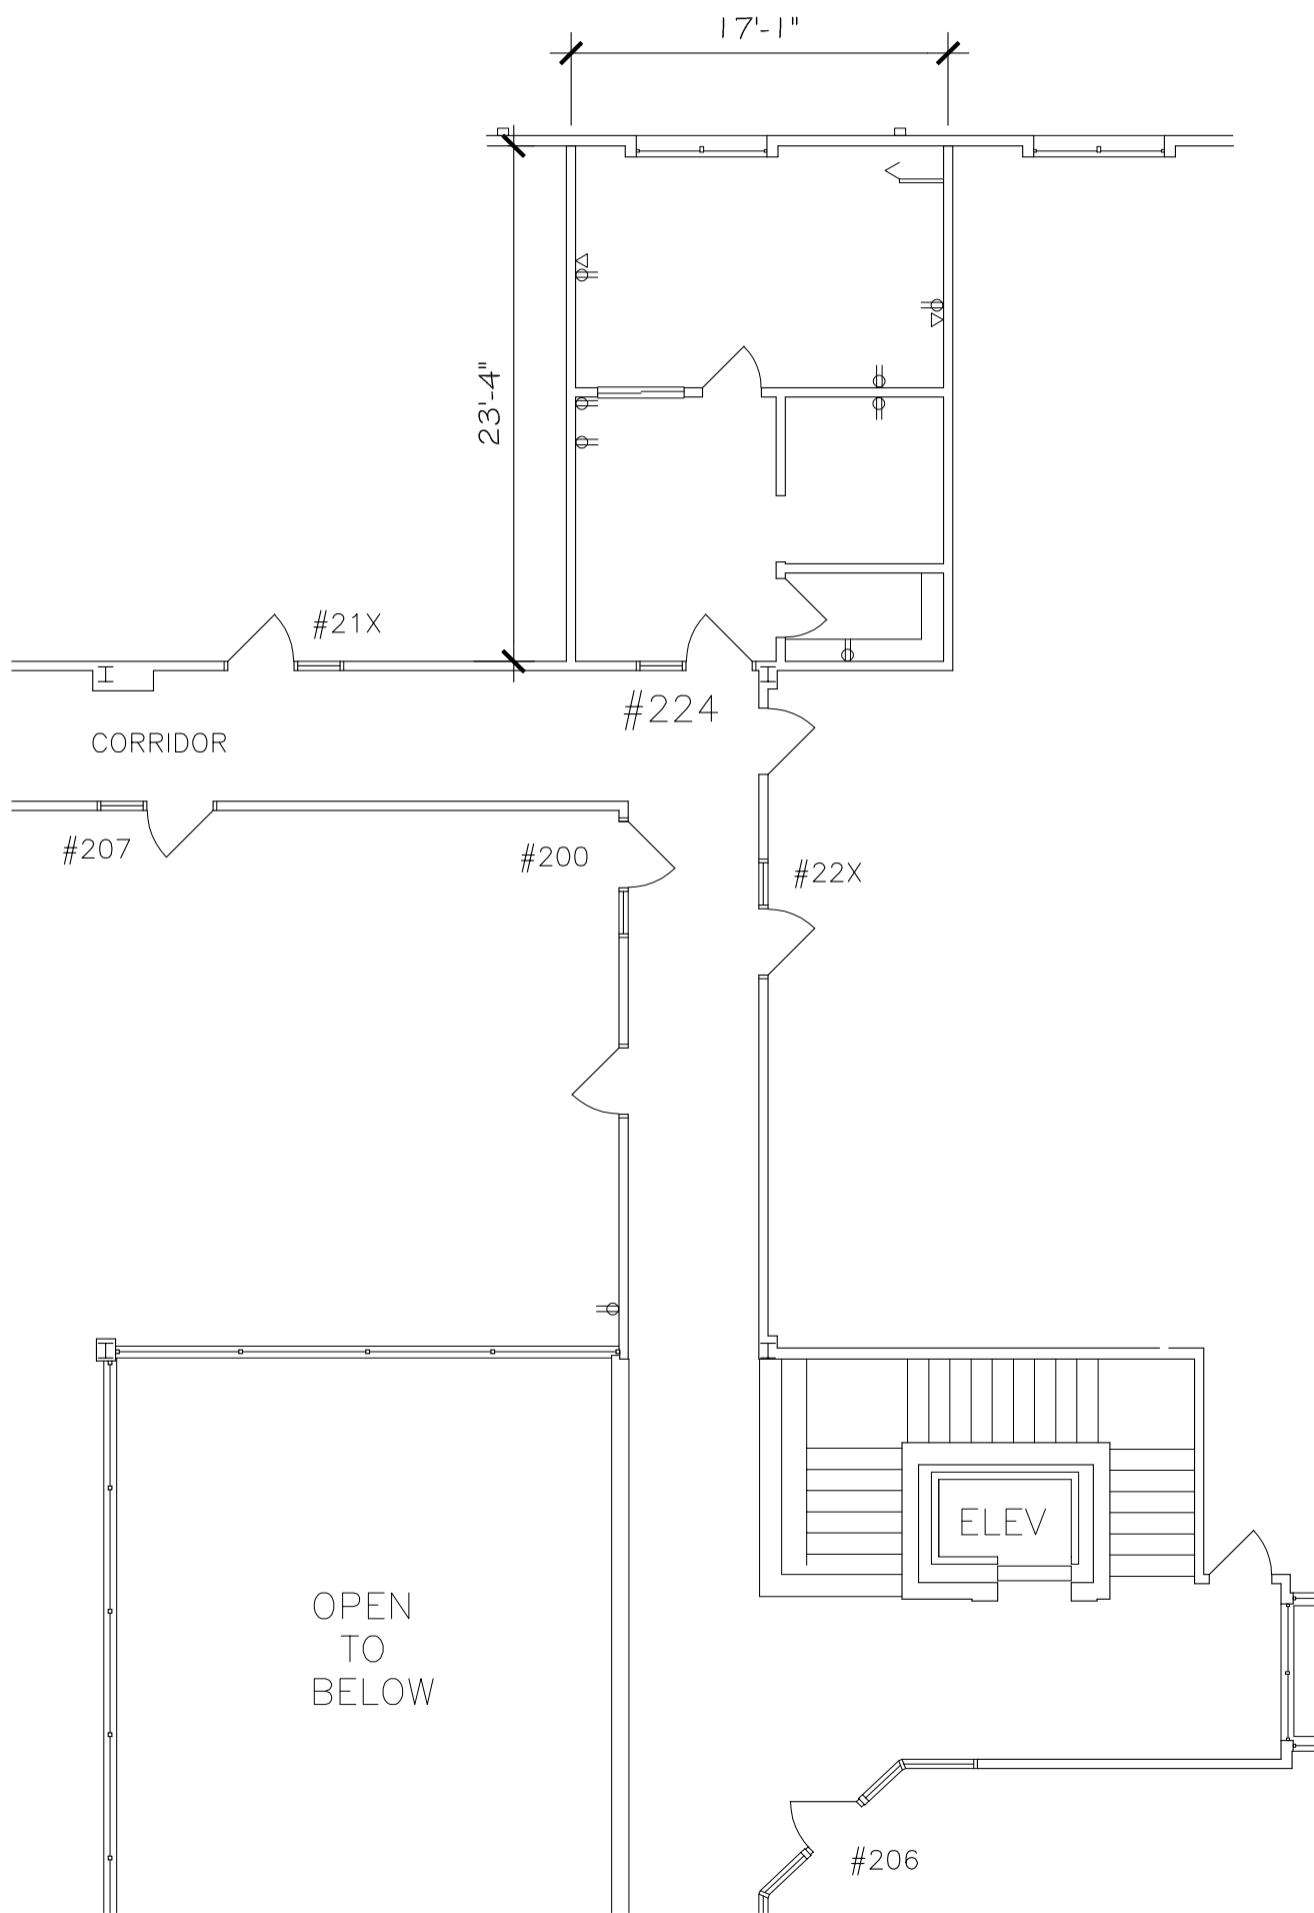 17'-1"
23'-4"
#21X
#224
CORRIDOR
#207
#200
#22X
ELEV
OPEN
TO
BELOW
#206